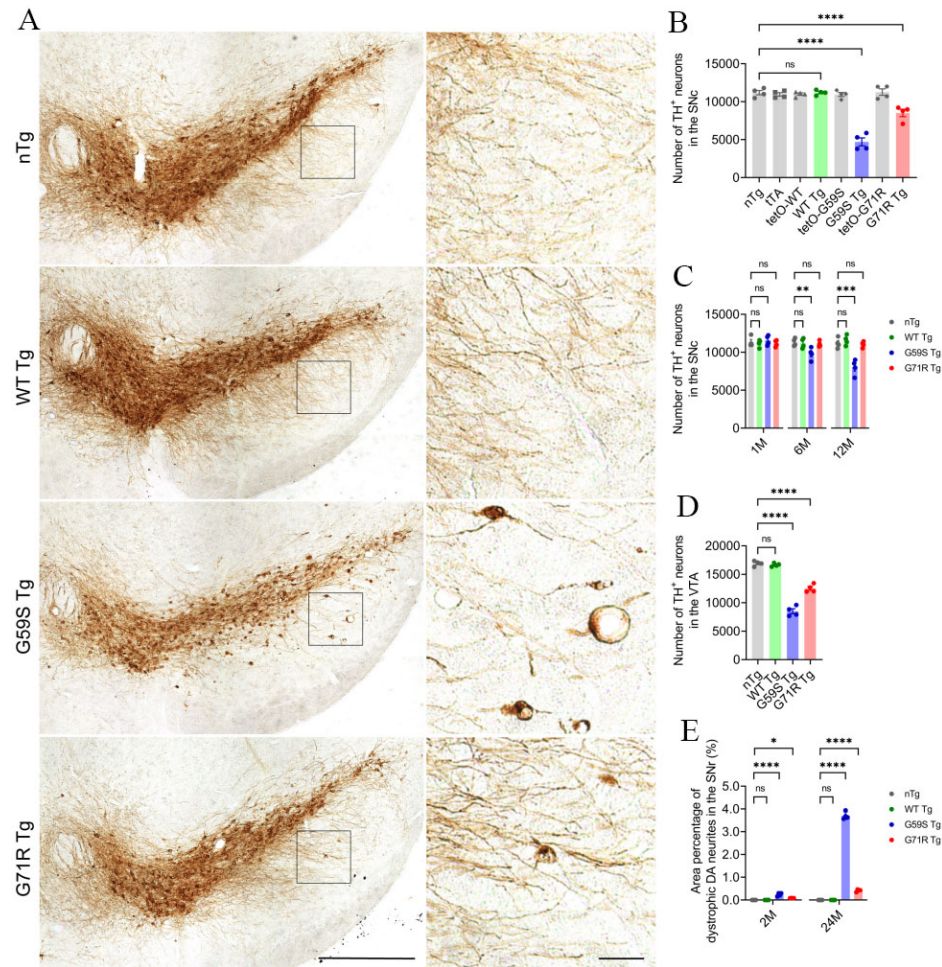 A
nTg
WT Tg
G59S Tg
G71R Tg
B
****
****
ns
Number of TH⁺ neurons
in the SNc
15000
10000
5000
0
nTg
tTA
tetO-WT
WT Tg
tetO-G59S
G59S Tg
tetO-G71R
G71R Tg
C
ns ns ns
ns ** ***
ns ns ns
Number of TH⁺ neurons
in the SNc
15000
10000
5000
0
1M 6M 12M
nTg
WT Tg
G59S Tg
G71R Tg
D
****
****
ns
Number of TH⁺ neurons
in the VTA
20000
15000
10000
5000
0
nTg
WT Tg
G59S Tg
G71R Tg
E
* ****
**** ****
ns ns
Area percentage of
dystrophic DA neurites in the SNr (%)
5.0
4.0
3.0
2.0
1.0
0.0
2M 24M
nTg
WT Tg
G59S Tg
G71R Tg